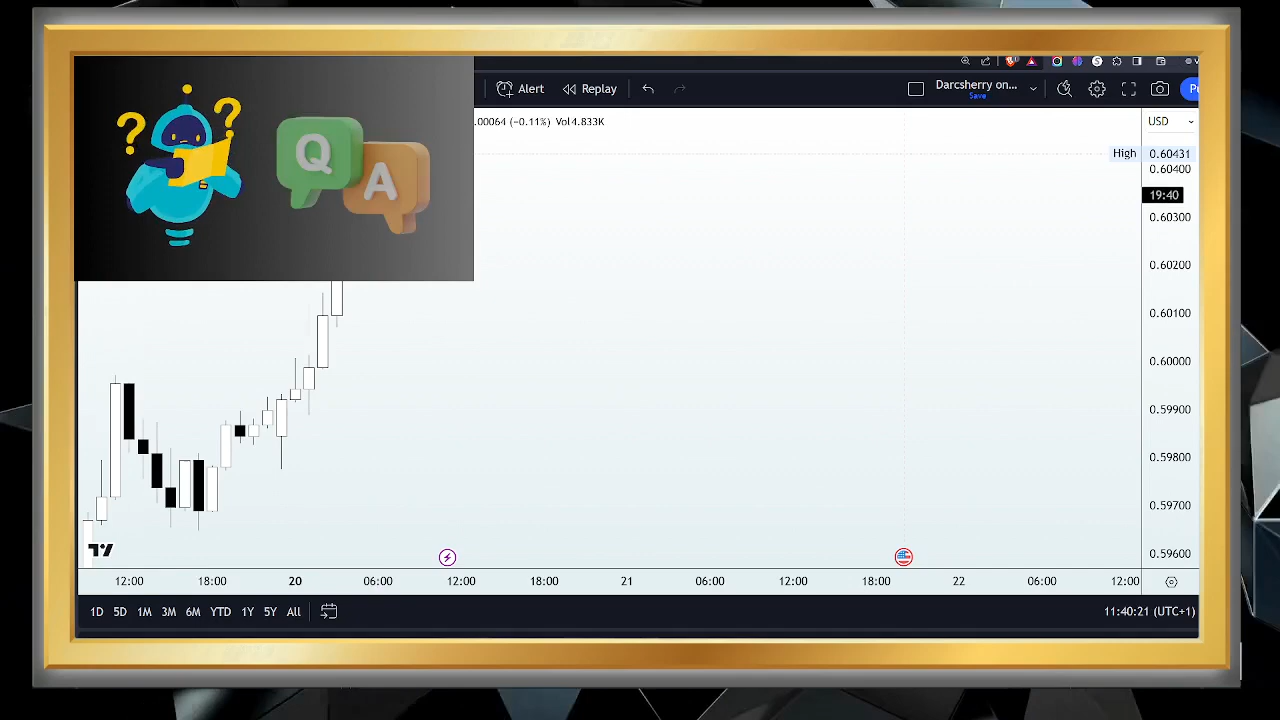 ? ?
Q
A
Alert Replay Darcsherry on...
Save
.00064 (−0.11%) Vol4.833K
USD
High 0.60431
0.60400
19:40
0.60300
0.60200
0.60100
0.60000
0.59900
0.59800
0.59700
0.59600
12:00 18:00 20 06:00 12:00 18:00 21 06:00 12:00 18:00 22 06:00 12:00
1D 5D 1M 3M 6M YTD 1Y 5Y All 11:40:21 (UTC+1)